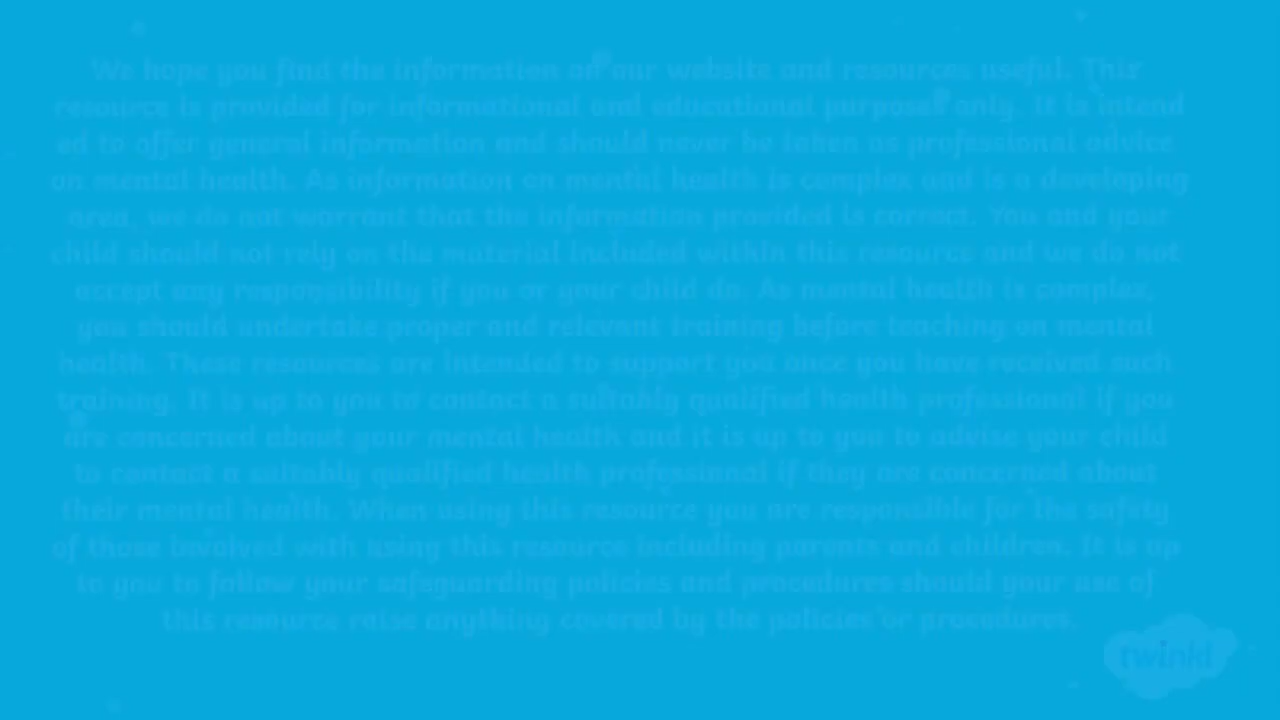 We hope you find the information on our website and resources useful. This
resource is provided for informational and educational purposes only. It is intend
ed to offer general information and should never be taken as professional advice
on mental health. As information on mental health is complex and is a developing
area, we do not warrant that the information provided is correct. You and your
child should not rely on the material included within this resource and we do not
accept any responsibility if you or your child do. As mental health is complex,
you should undertake proper and relevant training before teaching on mental
health. These resources are intended to support you once you have received such
training. It is up to you to contact a suitably qualified health professional if you
are concerned about your mental health and it is up to you to advise your child
to contact a suitably qualified health professional if they are concerned about
their mental health. When using this resource you are responsible for the safety
of those involved with using this resource including parents and children. It is up
to you to follow your safeguarding policies and procedures should your use of
this resource raise anything covered by the policies or procedures.
twinkl